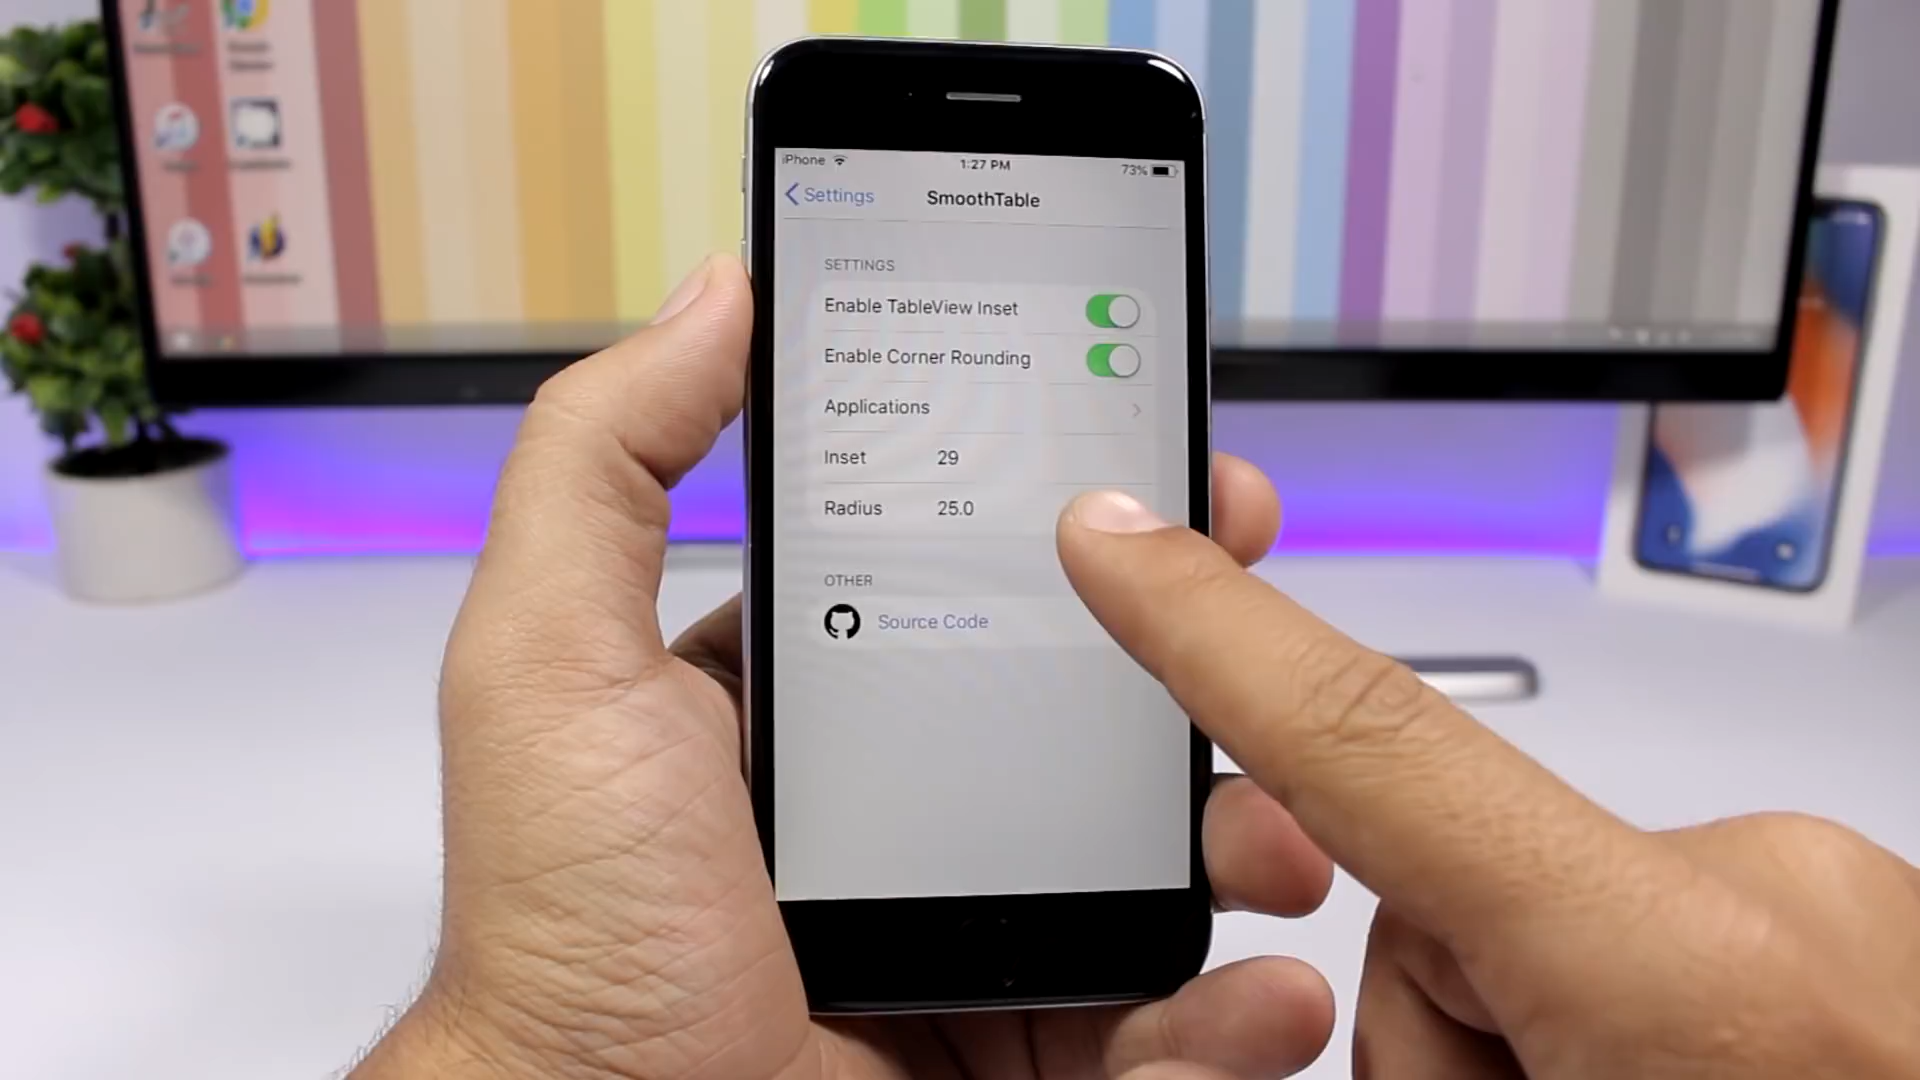 iPhone 1:27 PM 73%
Settings SmoothTable
SETTINGS
Enable TableView Inset
Enable Corner Rounding
Applications
Inset 29
Radius 25.0
OTHER
Source Code